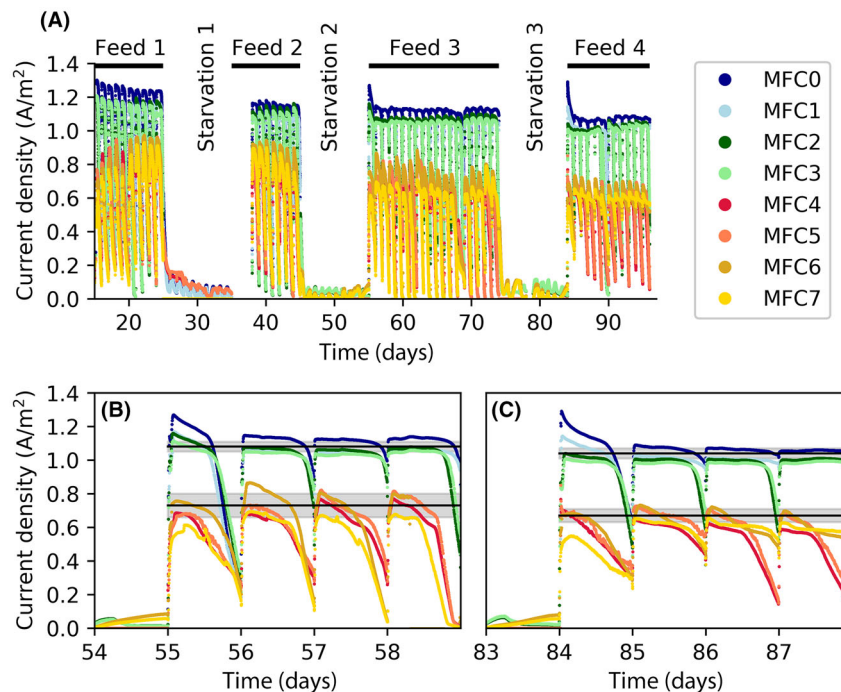 (A)
Feed 1
Starvation 1
Feed 2
Starvation 2
Feed 3
Starvation 3
Feed 4
Current density (A/m²)
1.4
1.2
1.0
0.8
0.6
0.4
0.2
0.0
20
30
40
50
60
70
80
90
Time (days)
MFC0
MFC1
MFC2
MFC3
MFC4
MFC5
MFC6
MFC7
(B)
Current density (A/m²)
1.4
1.2
1.0
0.8
0.6
0.4
0.2
0.0
54
55
56
57
58
Time (days)
(C)
83
84
85
86
87
Time (days)